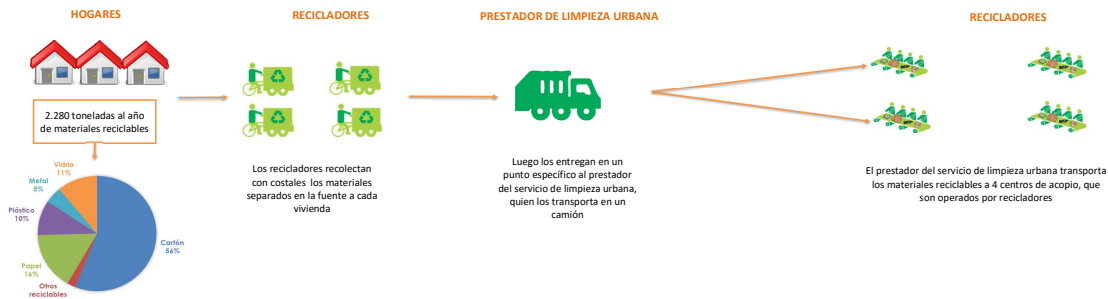 HOGARES
RECICLADORES
PRESTADOR DE LIMPIEZA URBANA
RECICLADORES
2.280 toneladas al año
de materiales reciclables
Vidrio
11%
Metal
5%
Plástico
10%
Papel
16%
Otros
reciclables
Cartón
56%
Los recicladores recolectan
con costales los materiales
separados en la fuente a cada
vivienda
Luego los entregan en un
punto específico al prestador
del servicio de limpieza urbana,
quien los transporta en un
camión
El prestador del servicio de limpieza urbana transporta
los materiales reciclables a 4 centros de acopio, que
son operados por recicladores